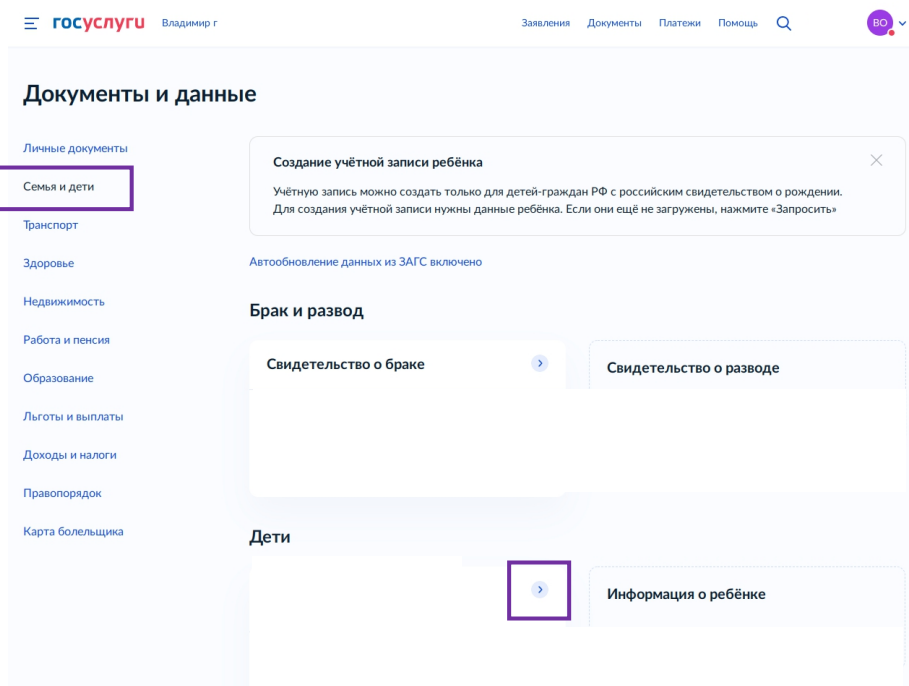 госуслуги Владимир г Заявления Документы Платежи Помощь ВО
Документы и данные
Личные документы
Семья и дети
Транспорт
Здоровье
Недвижимость
Работа и пенсия
Образование
Льготы и выплаты
Доходы и налоги
Правопорядок
Карта болельщика
Создание учётной записи ребёнка
Учётную запись можно создать только для детей-граждан РФ с российским свидетельством о рождении.
Для создания учётной записи нужны данные ребёнка. Если они ещё не загружены, нажмите «Запросить»
Автообновление данных из ЗАГС включено
Брак и развод
Свидетельство о браке
Свидетельство о разводе
Дети
Информация о ребёнке